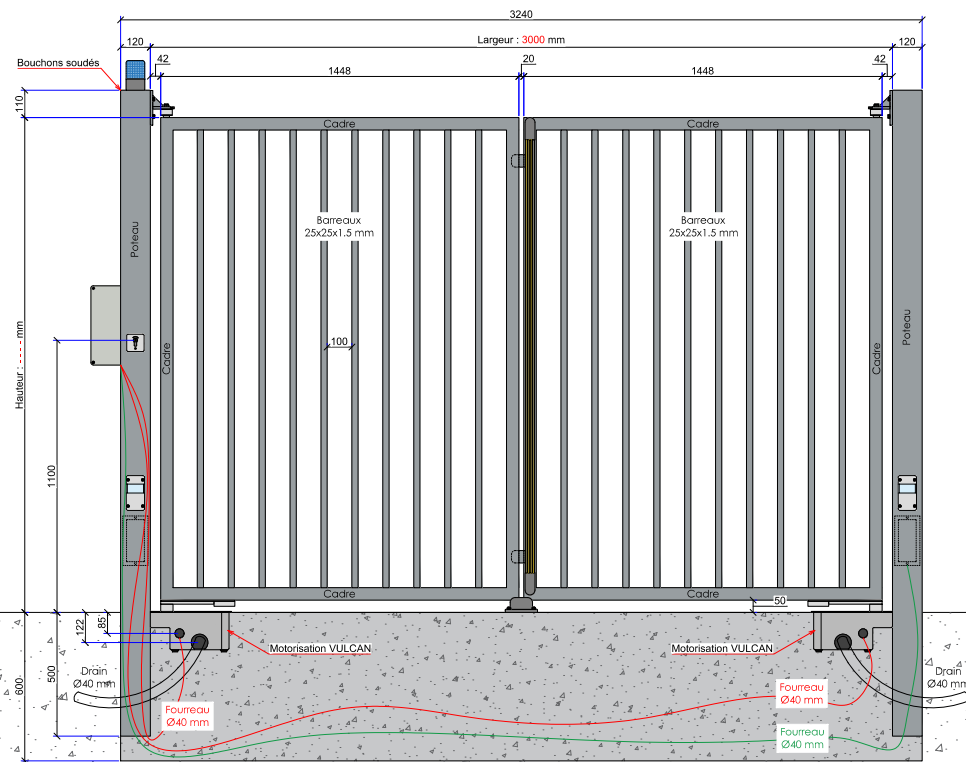 3240
120
Largeur : 3000 mm
120
Bouchons soudés
42
1448
20
1448
42
110
Cadre
Cadre
Poteau
Barreaux
25x25x1.5 mm
Barreaux
25x25x1.5 mm
Poteau
Hauteur : ---- mm
100
Cadre
Cadre
1100
Cadre
Cadre
50
122
85
Motorisation VULCAN
Motorisation VULCAN
600
500
Drain
Ø40 mm
Drain
Ø40 mm
Fourreau
Ø40 mm
Fourreau
Ø40 mm
Fourreau
Ø40 mm